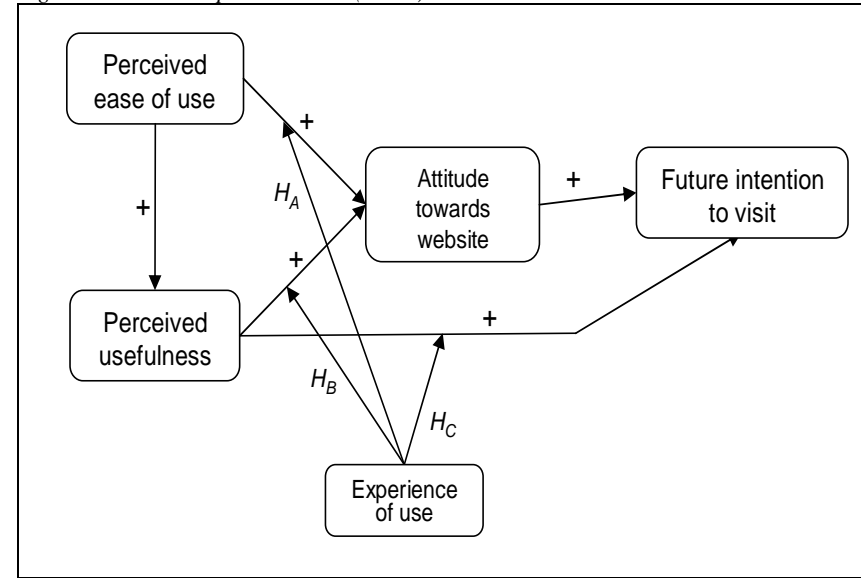 Perceived
ease of use
+
Attitude
towards
website
+
Future intention
to visit
H_A
+
+
Perceived
usefulness
+
H_B
H_C
Experience
of use